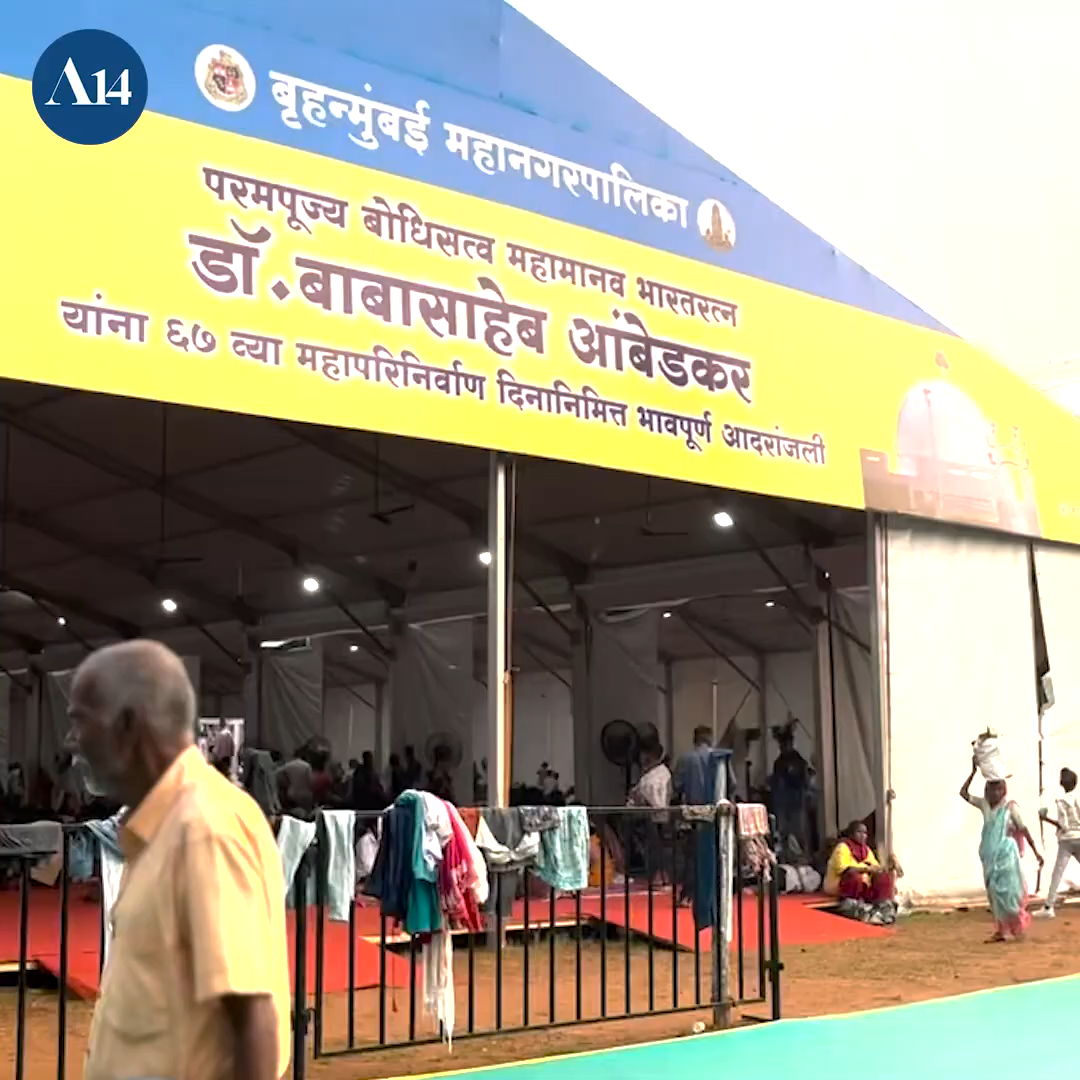 A14
बृहन्मुंबई महानगरपालिका
परमपूज्य बोधिसत्व महामानव भारतरत्न
डॉ.बाबासाहेब आंबेडकर
यांना ६७ व्या महापरिनिर्वाण दिनानिमित्त भावपूर्ण आदरांजली